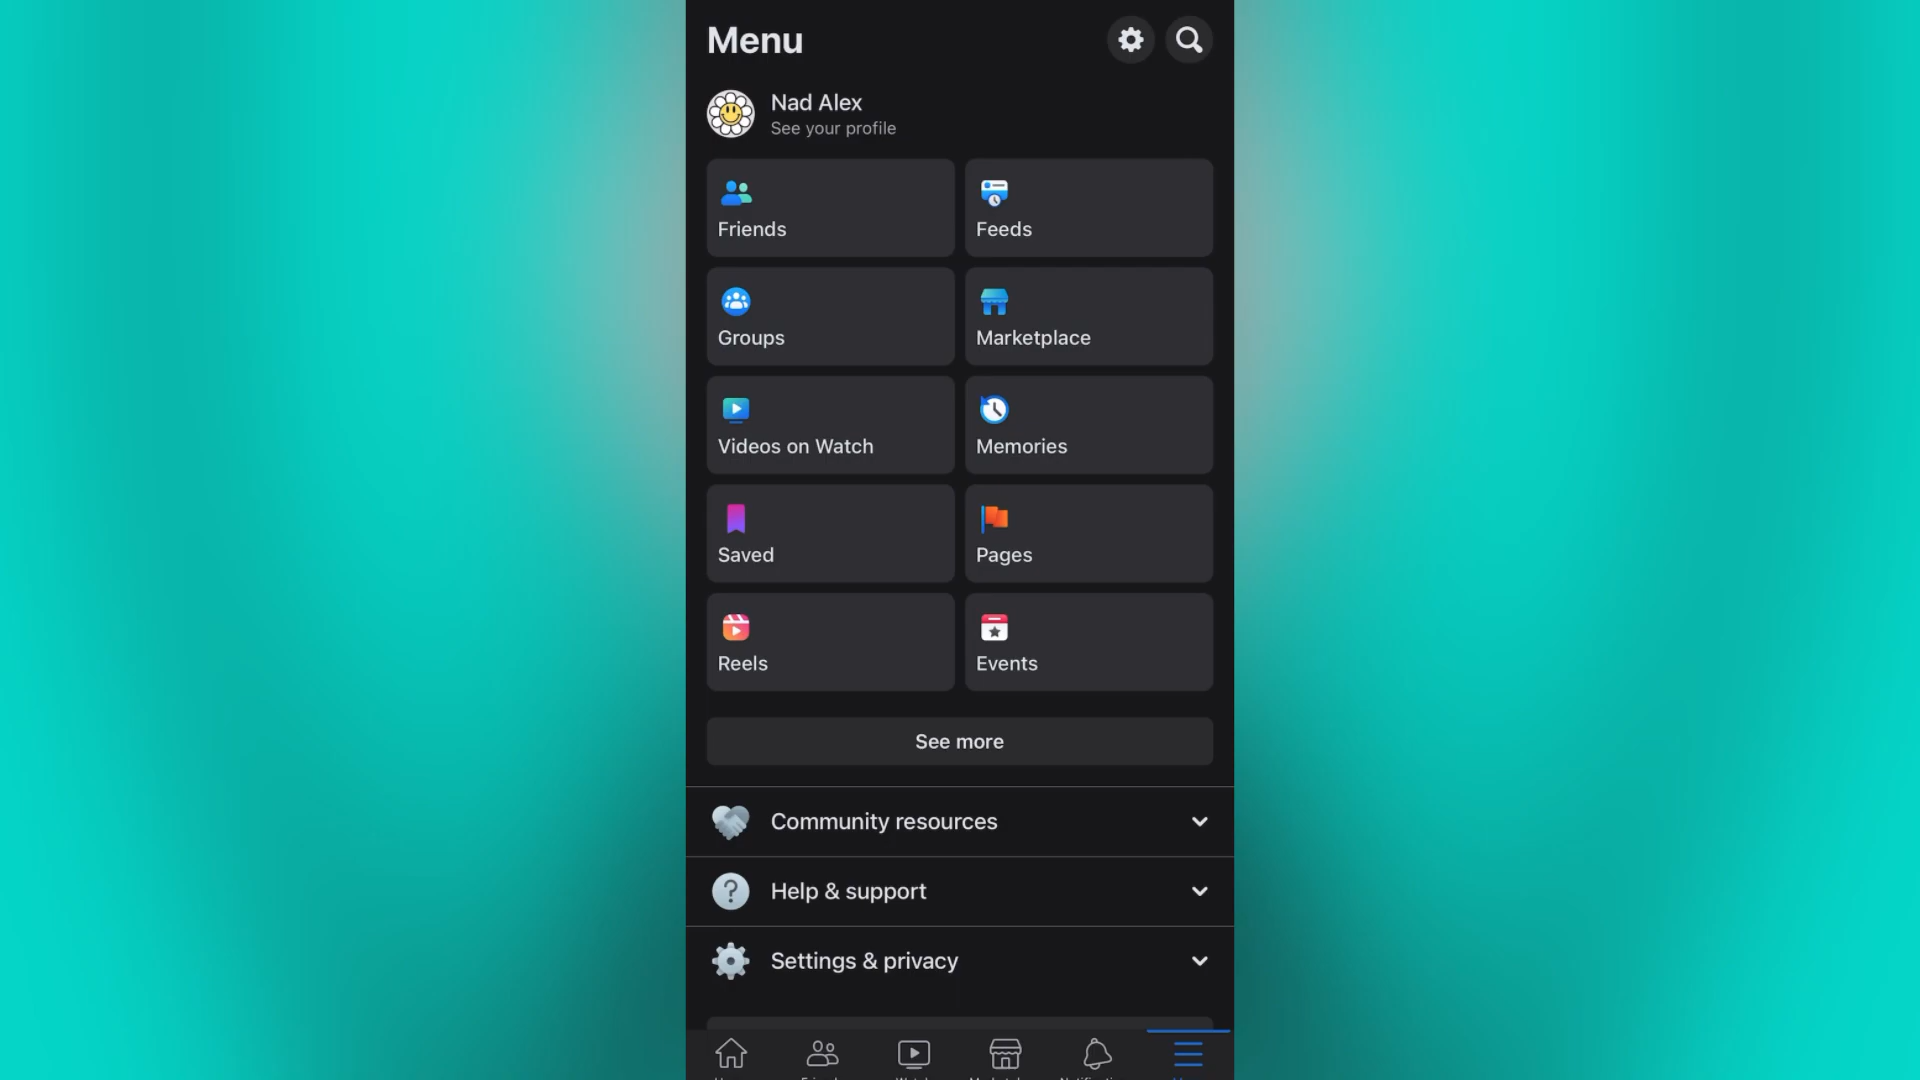 Menu
Nad Alex
See your profile
Friends
Feeds
Groups
Marketplace
Videos on Watch
Memories
Saved
Pages
Reels
Events
See more
Community resources
Help & support
Settings & privacy